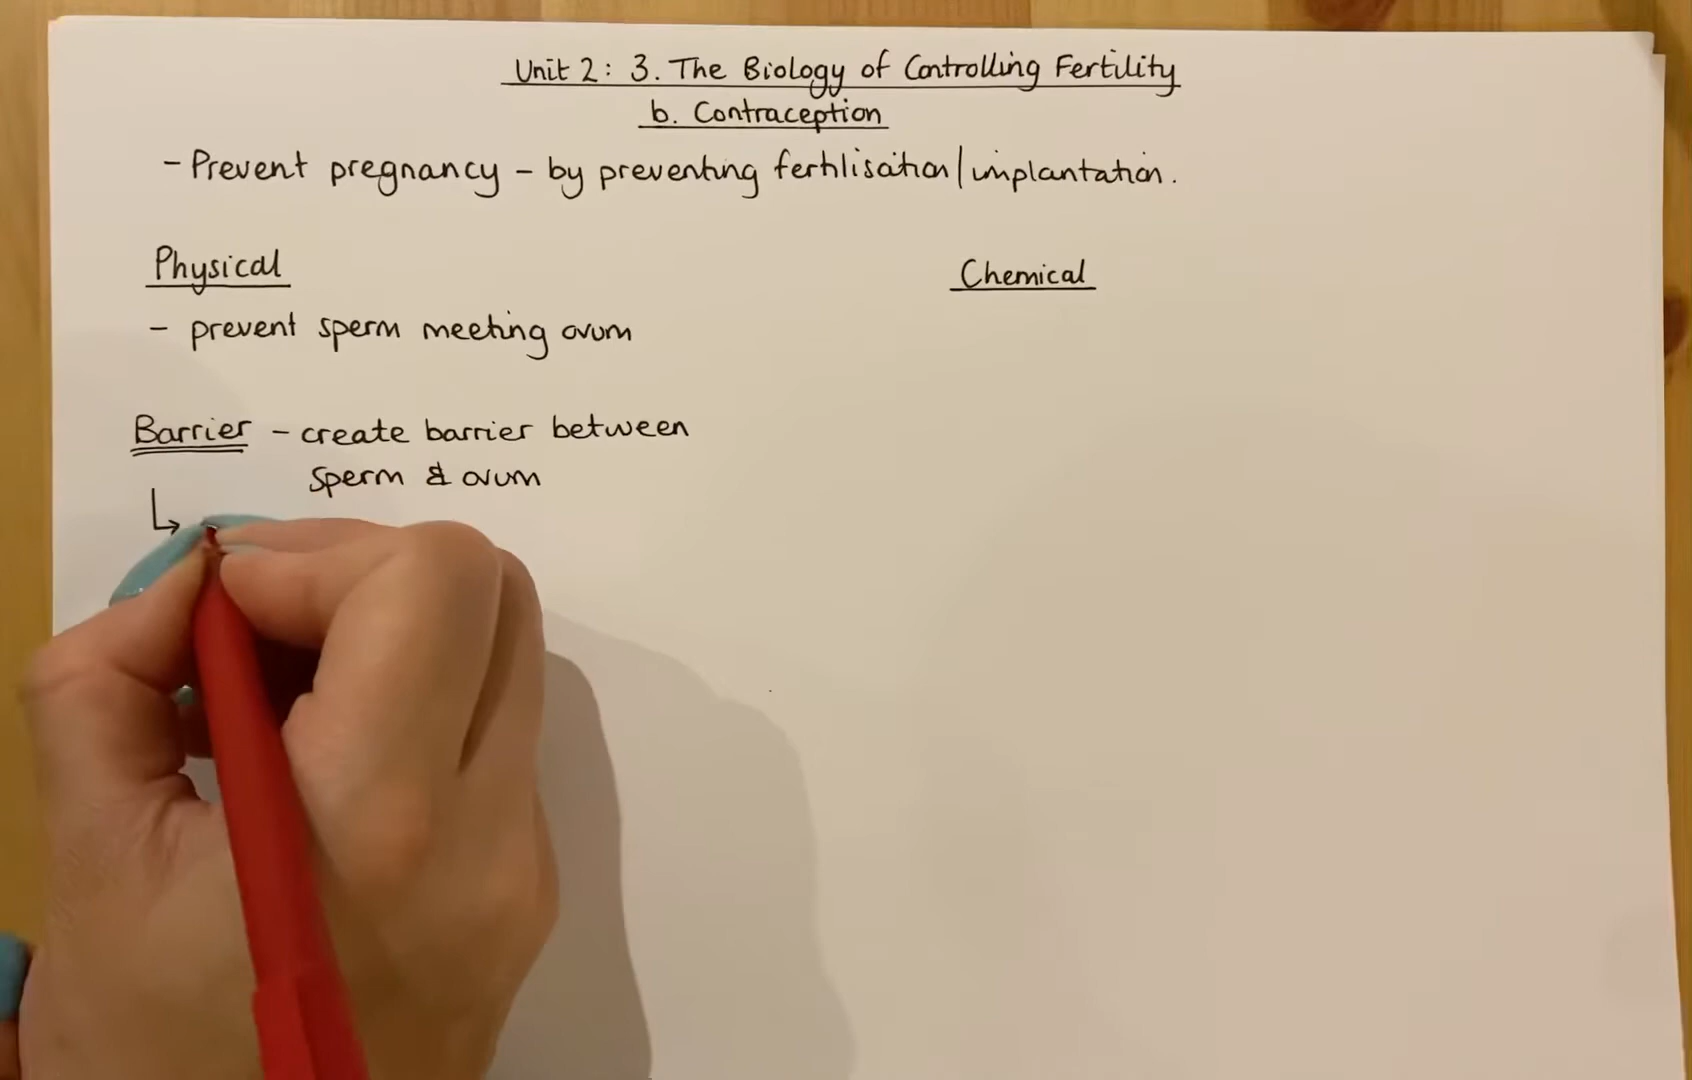 Unit 2: 3. The Biology of Controlling Fertility
b. Contraception
- Prevent pregnancy - by preventing fertilisation/implantation.
Physical
- prevent sperm meeting ovum
Barrier - create barrier between
sperm & ovum
Chemical